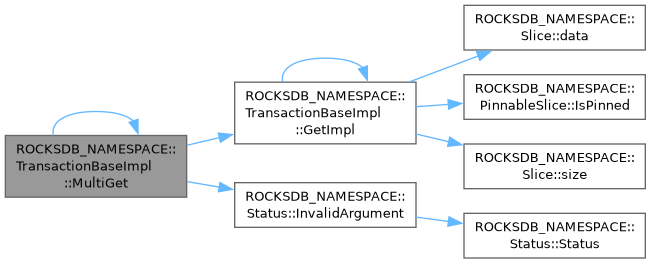 ROCKSDB_NAMESPACE::
TransactionBaseImpl
::MultiGet
ROCKSDB_NAMESPACE::
TransactionBaseImpl
::GetImpl
ROCKSDB_NAMESPACE::
Slice::data
ROCKSDB_NAMESPACE::
PinnableSlice::IsPinned
ROCKSDB_NAMESPACE::
Slice::size
ROCKSDB_NAMESPACE::
Status::InvalidArgument
ROCKSDB_NAMESPACE::
Status::Status